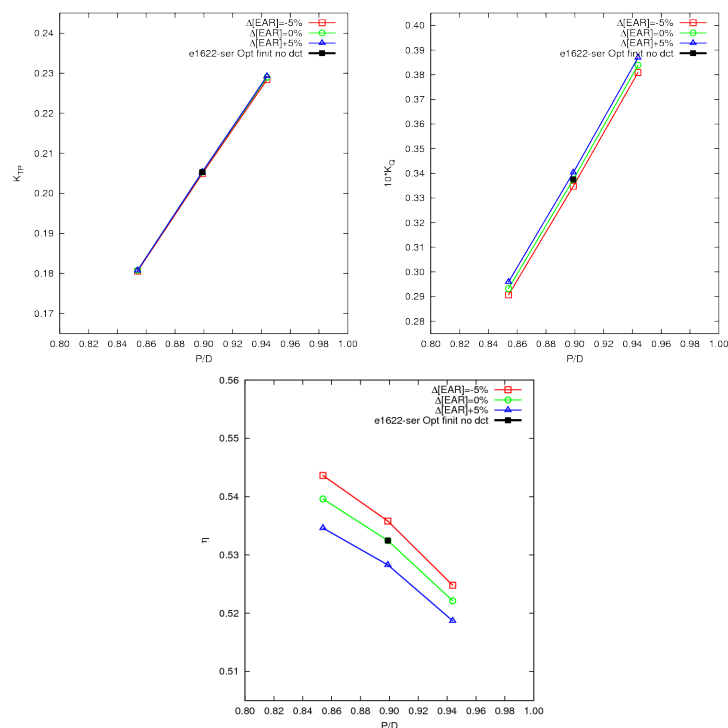 Δ[EAR]=-5%
Δ[EAR]=0%
Δ[EAR]+5%
e1622-ser Opt finit no dct
0.24
0.23
0.22
0.21
0.20
0.19
0.18
0.17
K_TP
0.80 0.82 0.84 0.86 0.88 0.90 0.92 0.94 0.96 0.98 1.00
P/D
Δ[EAR]=-5%
Δ[EAR]=0%
Δ[EAR]+5%
e1622-ser Opt finit no dct
0.40
0.39
0.38
0.37
0.36
0.35
0.34
0.33
0.32
0.31
0.30
0.29
0.28
10*K_Q
0.80 0.82 0.84 0.86 0.88 0.90 0.92 0.94 0.96 0.98 1.00
P/D
Δ[EAR]=-5%
Δ[EAR]=0%
Δ[EAR]+5%
e1622-ser Opt finit no dct
0.56
0.55
0.54
0.53
0.52
0.51
η
0.80 0.82 0.84 0.86 0.88 0.90 0.92 0.94 0.96 0.98 1.00
P/D